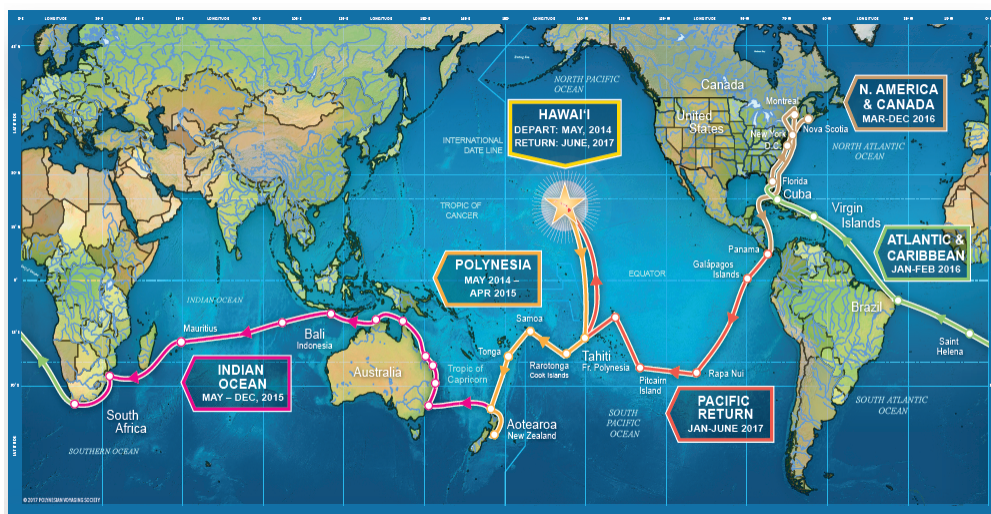 NORTH PACIFIC
OCEAN
Canada
N. AMERICA
& CANADA
MAR-DEC 2016
HAWAIʻI
DEPART: MAY, 2014
RETURN: JUNE, 2017
INTERNATIONAL
DATE LINE
United
States
Montreal
New York
Nova Scotia
D.C.
NORTH ATLANTIC
OCEAN
Florida
Cuba
TROPIC OF
CANCER
Virgin
Islands
ATLANTIC &
CARIBBEAN
JAN-FEB 2016
POLYNESIA
MAY 2014 –
APR 2015
Panama
Galápagos
Islands
EQUATOR
INDIAN OCEAN
Brazil
Mauritius
Bali
Indonesia
Samoa
Saint
Helena
Tonga
Rarotonga
Cook Islands
Tahiti
Fr. Polynesia
Australia
Tropic of
Capricorn
Pitcairn
Island
Rapa Nui
INDIAN
OCEAN
MAY – DEC, 2015
PACIFIC
RETURN
JAN-JUNE 2017
SOUTH
PACIFIC
OCEAN
SOUTH ATLANTIC
OCEAN
South
Africa
Aotearoa
New Zealand
SOUTHERN OCEAN
© 2017 POLYNESIAN VOYAGING SOCIETY